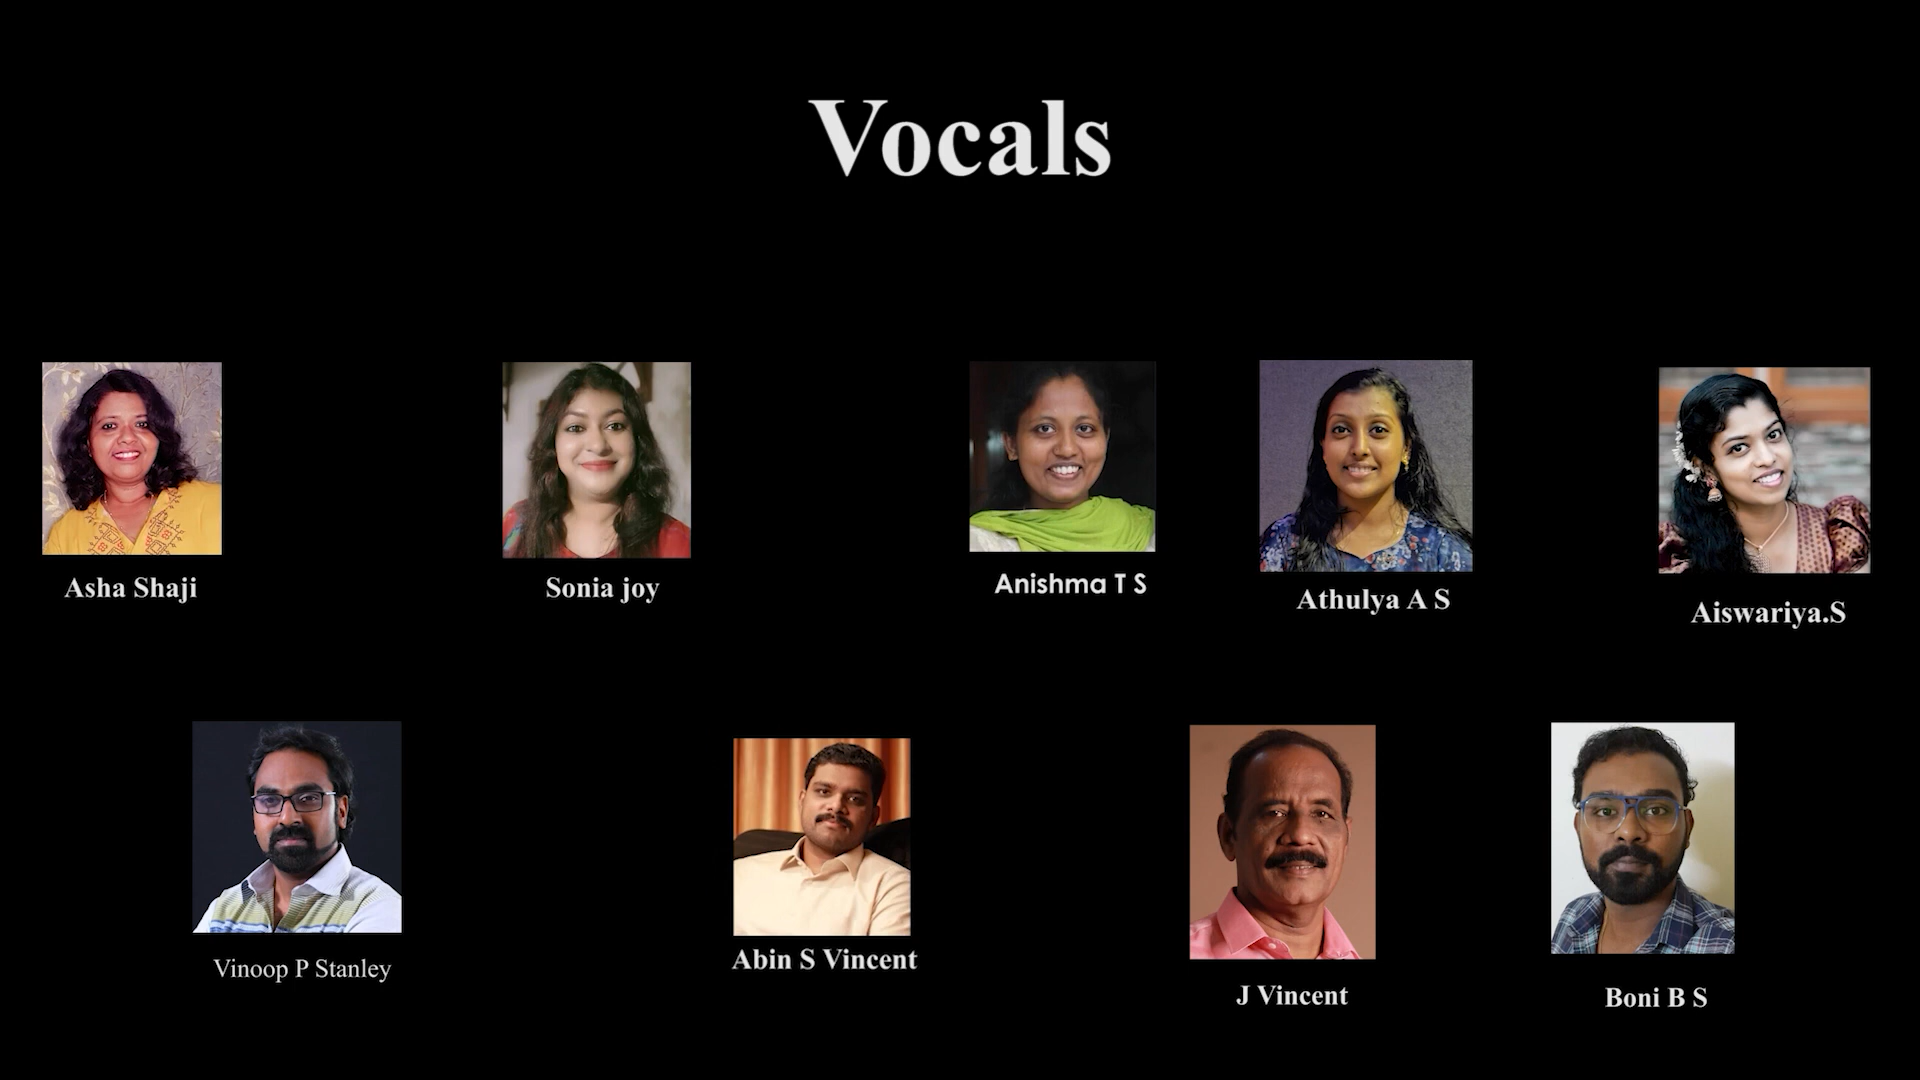 Vocals
Asha Shaji
Sonia joy
Anishma T S
Athulya A S
Aiswariya.S
Vinoop P Stanley
Abin S Vincent
J Vincent
Boni B S